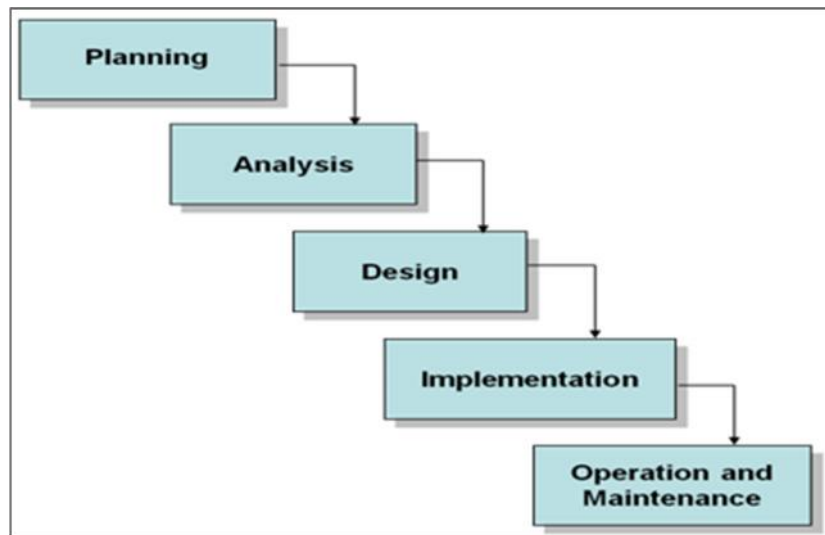 Planning
Analysis
Design
Implementation
Operation and
Maintenance